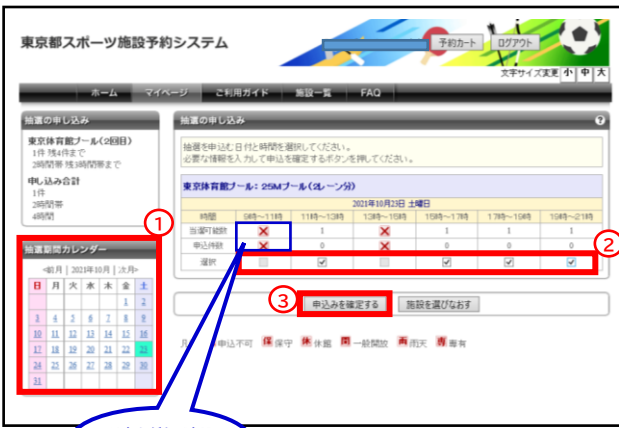 東京都スポーツ施設予約システム
予約カート
ログアウト
文字サイズ変更 小 中 大
ホーム マイページ ご利用ガイド 施設一覧 FAQ
抽選の申し込み
東京体育館プール(2回目)
1件 残4件まで
2時間帯 残3時間帯まで
申し込み合計
1件
2時間帯
4時間
①
抽選期間カレンダー
<前月 | 2021年10月 | 次月>
日 月 火 水 木 金 土
1 2
3 4 5 6 7 8 9
10 11 12 13 14 15 16
17 18 19 20 21 22 23
24 25 26 27 28 29 30
31
抽選の申し込み
抽選を申込む日付と時間を選択してください。
必要な情報を入力して申込を確定するボタンを押してください。
東京体育館プール: 25Mプール(2レーン分)
2021年10月23日 土曜日
時間 9時~11時 11時~13時 13時~15時 15時~17時 17時~19時 19時~21時
当選可能数 1 1 1 1
申込件数 0 0 0 0
選択
②
③
申込みを確定する
施設を選びなおす
申込不可 保 保守 休 休館 開 一般開放 雨 雨天 専 専有